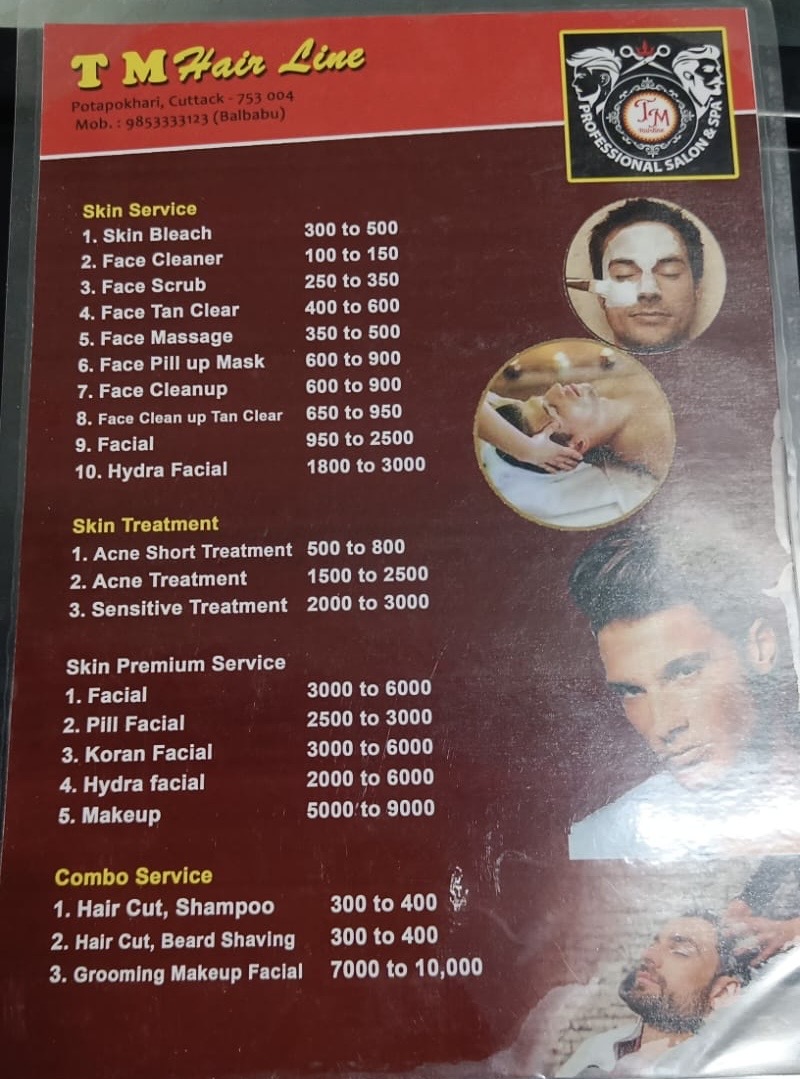 T M Hair Line
Potapokhari, Cuttack - 753 004
Mob. : 9853333123 (Balbabu)
TM
Hairline
PROFESSIONAL SALON & SPA
Skin Service
1. Skin Bleach 300 to 500
2. Face Cleaner 100 to 150
3. Face Scrub 250 to 350
4. Face Tan Clear 400 to 600
5. Face Massage 350 to 500
6. Face Pill up Mask 600 to 900
7. Face Cleanup 600 to 900
8. Face Clean up Tan Clear 650 to 950
9. Facial 950 to 2500
10. Hydra Facial 1800 to 3000
Skin Treatment
1. Acne Short Treatment 500 to 800
2. Acne Treatment 1500 to 2500
3. Sensitive Treatment 2000 to 3000
Skin Premium Service
1. Facial 3000 to 6000
2. Pill Facial 2500 to 3000
3. Koran Facial 3000 to 6000
4. Hydra facial 2000 to 6000
5. Makeup 5000 to 9000
Combo Service
1. Hair Cut, Shampoo 300 to 400
2. Hair Cut, Beard Shaving 300 to 400
3. Grooming Makeup Facial 7000 to 10,000